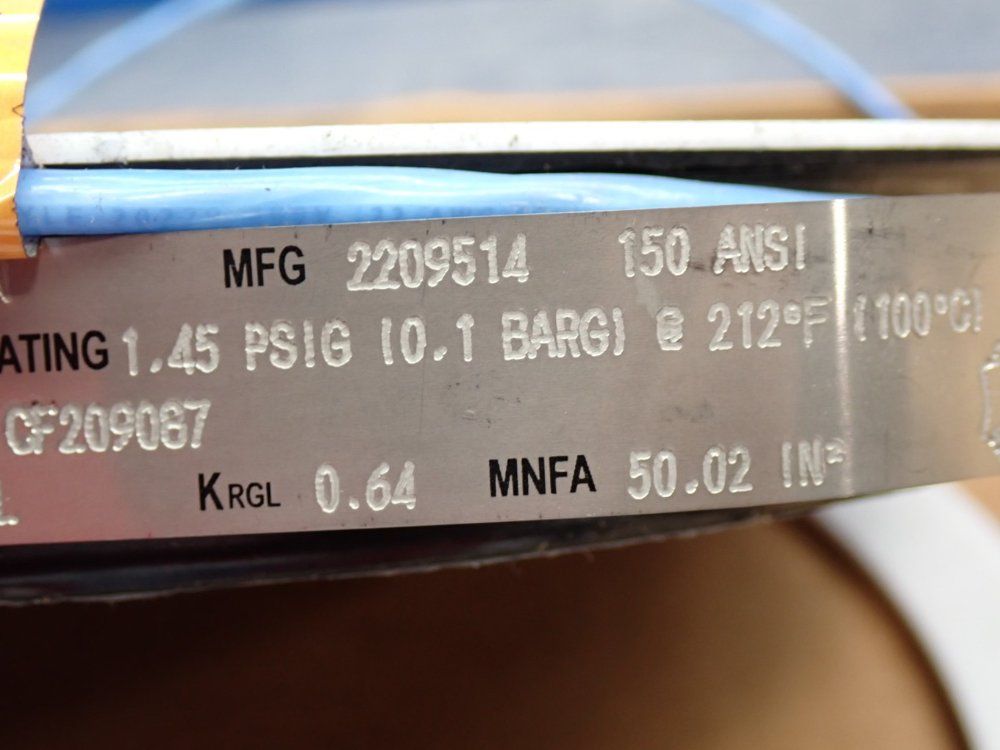 MFG 2209514 150 ANSI
ATING 1.45 PSIG (0.1 BARG) @ 212°F (100°C)
CF209087
KRGL 0.64 MNFA 50.02 IN²